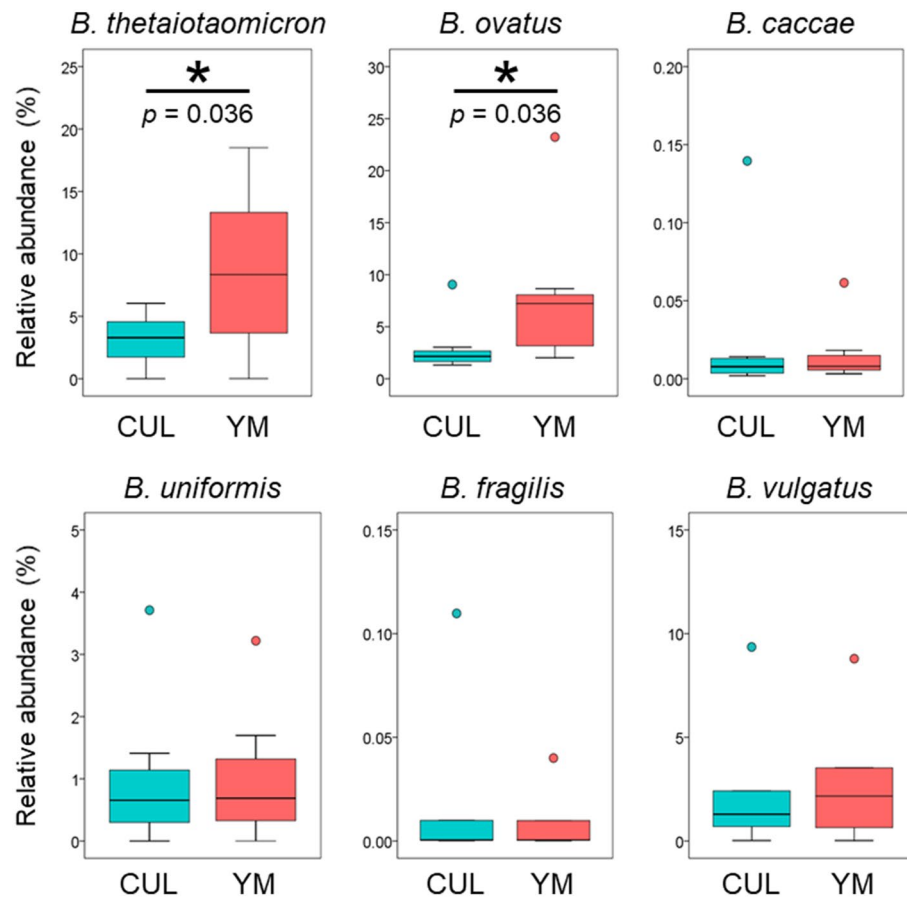 B. thetaiotaomicron
B. ovatus
B. caccae
Relative abundance (%)
25
20
15
10
5
0
*
p = 0.036
CUL YM
30
25
20
15
10
5
0
*
p = 0.036
CUL YM
0.20
0.15
0.10
0.05
0.00
CUL YM
B. uniformis
B. fragilis
B. vulgatus
Relative abundance (%)
5
4
3
2
1
0
CUL YM
0.15
0.10
0.05
0.00
CUL YM
15
10
5
0
CUL YM